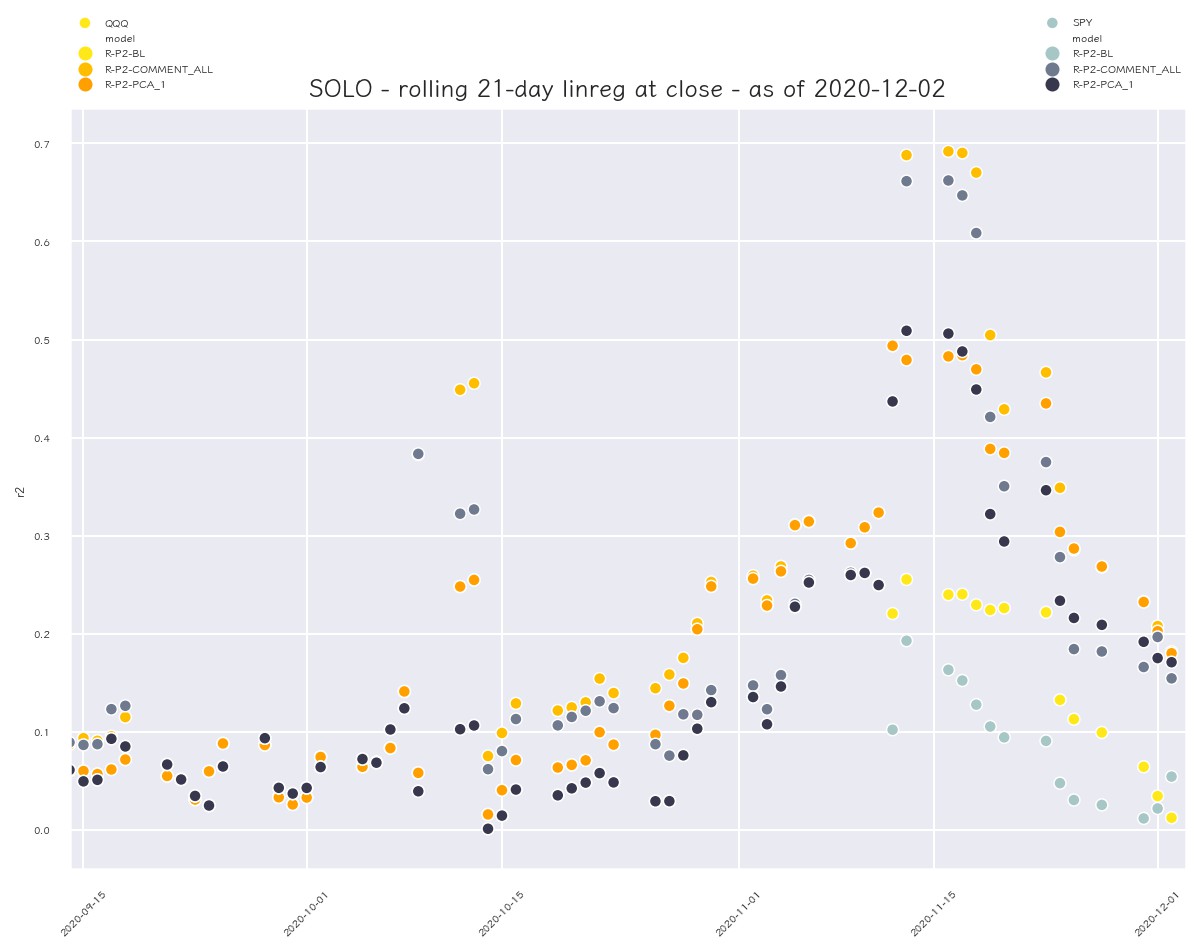 QQQ
model
R-P2-BL
R-P2-COMMENT_ALL
R-P2-PCA_1
SPY
model
R-P2-BL
R-P2-COMMENT_ALL
R-P2-PCA_1
SOLO - rolling 21-day linreg at close - as of 2020-12-02
0.7
0.6
0.5
0.4
0.3
0.2
0.1
0.0
r2
2020-09-15
2020-10-01
2020-10-15
2020-11-01
2020-11-15
2020-12-01